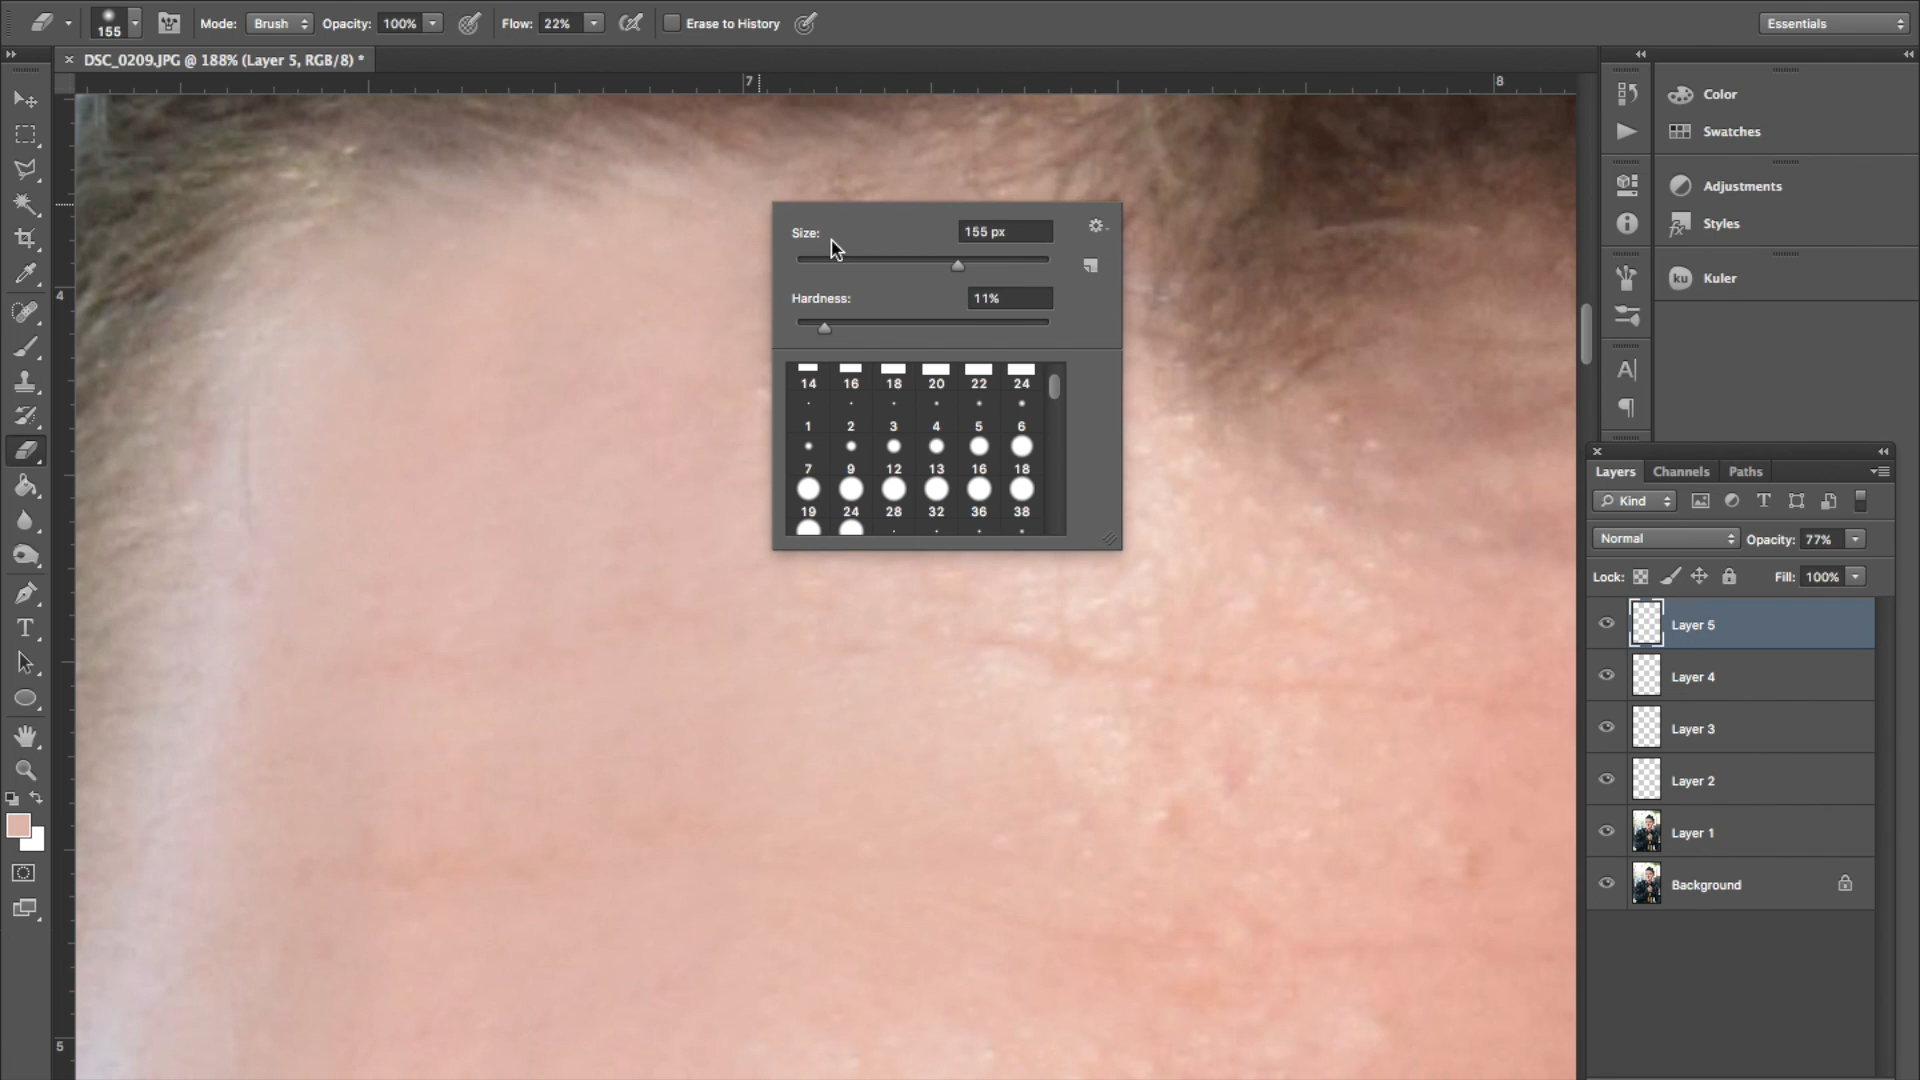 155 Mode: Brush Opacity: 100% Flow: 22% Erase to History Essentials
DSC_0209.JPG @ 188% (Layer 5, RGB/8) *
7 8
4
5
Size: 155 px
Hardness: 11%
14 16 18 20 22 24
1 2 3 4 5 6
7 9 12 13 16 18
19 24 28 32 36 38
Color
Swatches
Adjustments
Styles
ku Kuler
Layers Channels Paths
Kind
Normal Opacity: 77%
Lock: Fill: 100%
Layer 5
Layer 4
Layer 3
Layer 2
Layer 1
Background